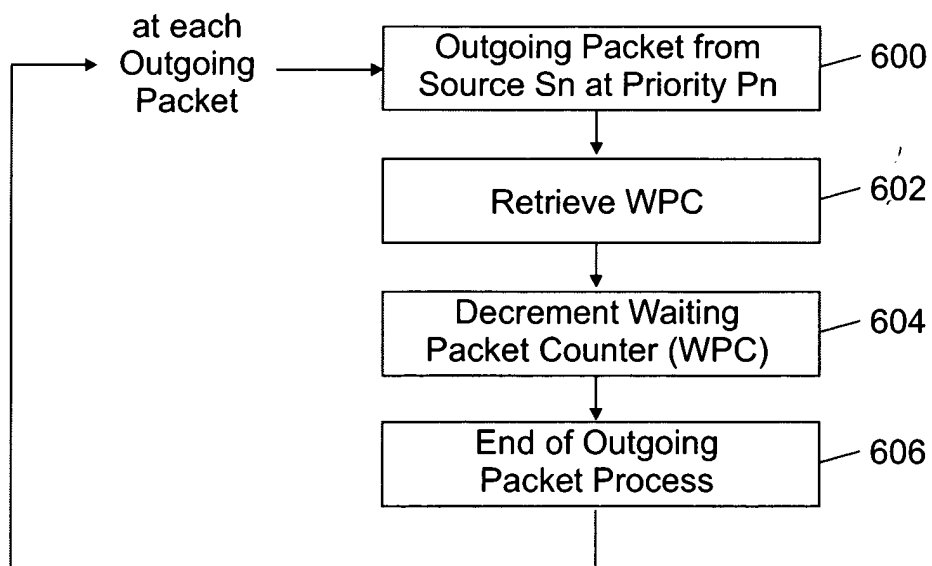 at each
Outgoing
Packet
Outgoing Packet from
Source Sn at Priority Pn
600
Retrieve WPC
602
Decrement Waiting
Packet Counter (WPC)
604
End of Outgoing
Packet Process
606